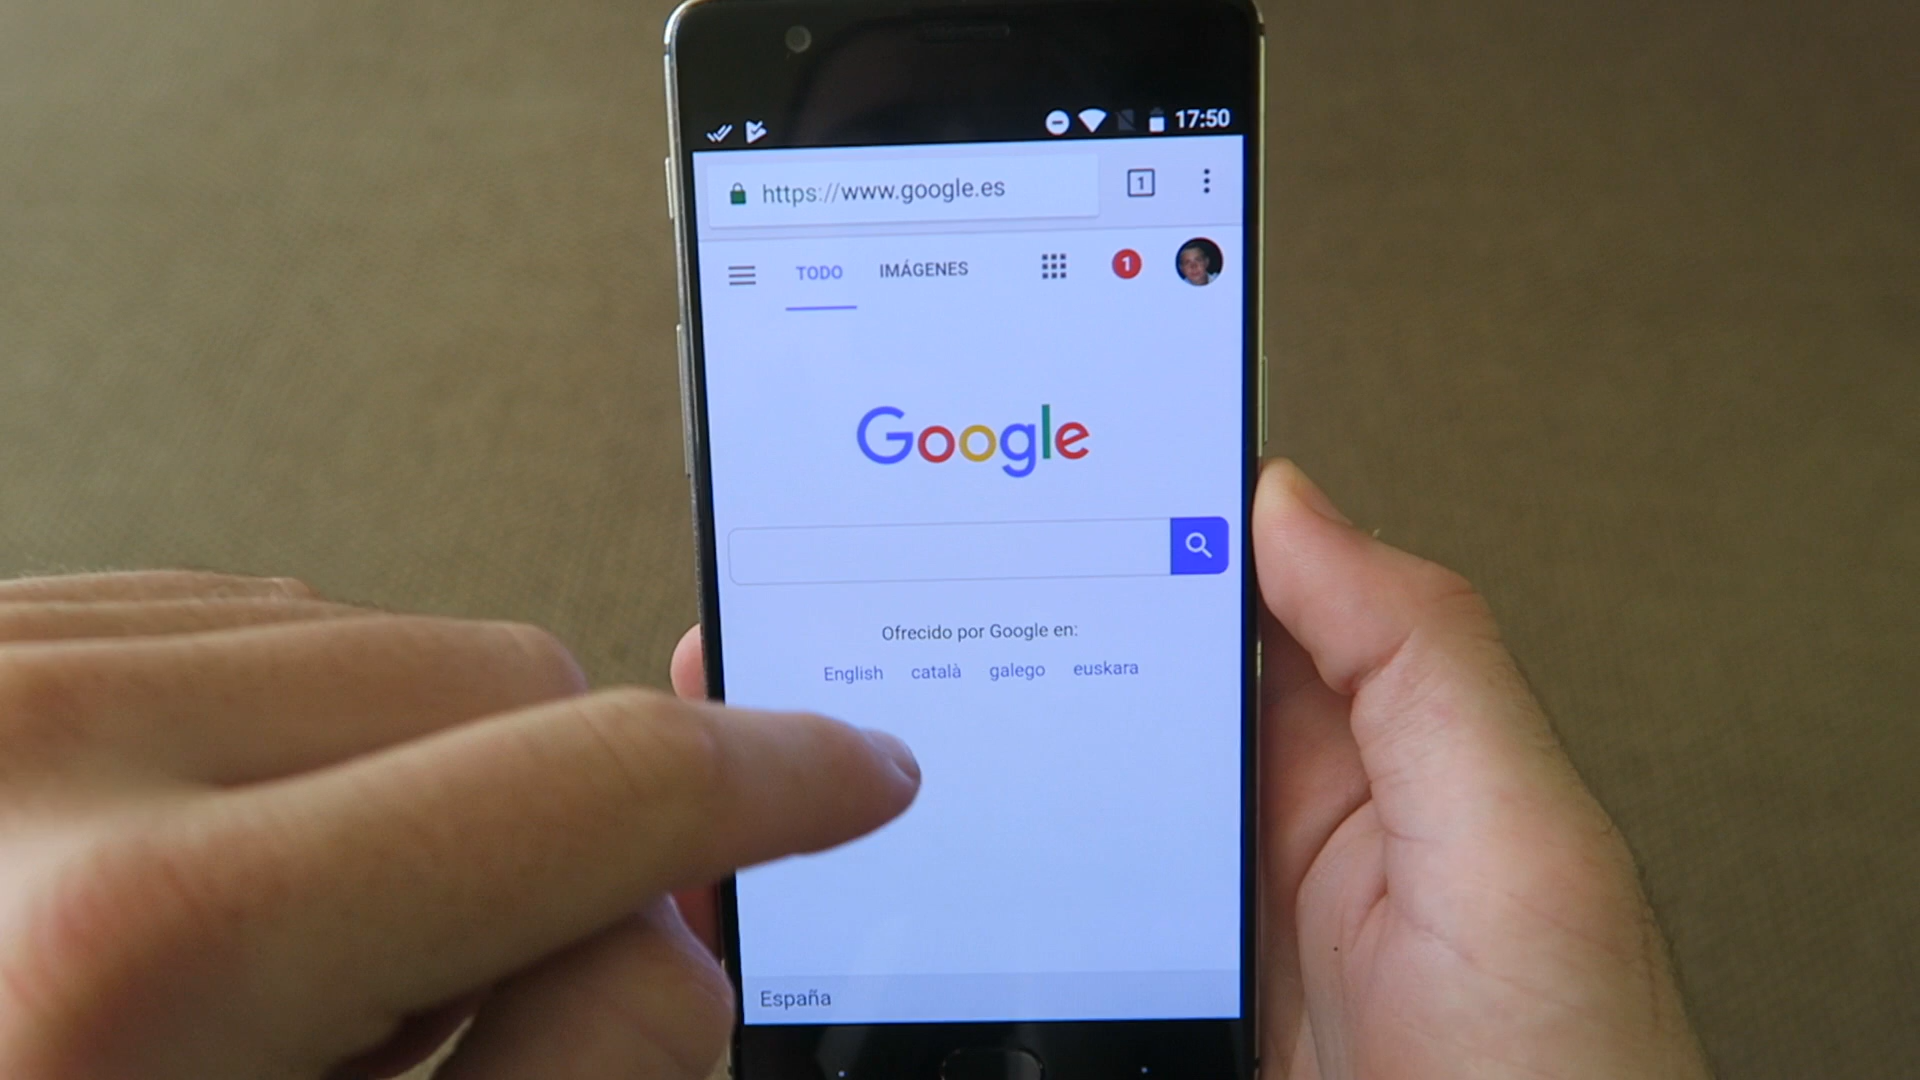 17:50
https://www.google.es 1
TODO IMÁGENES 1
Google
Ofrecido por Google en:
English català galego euskara
España